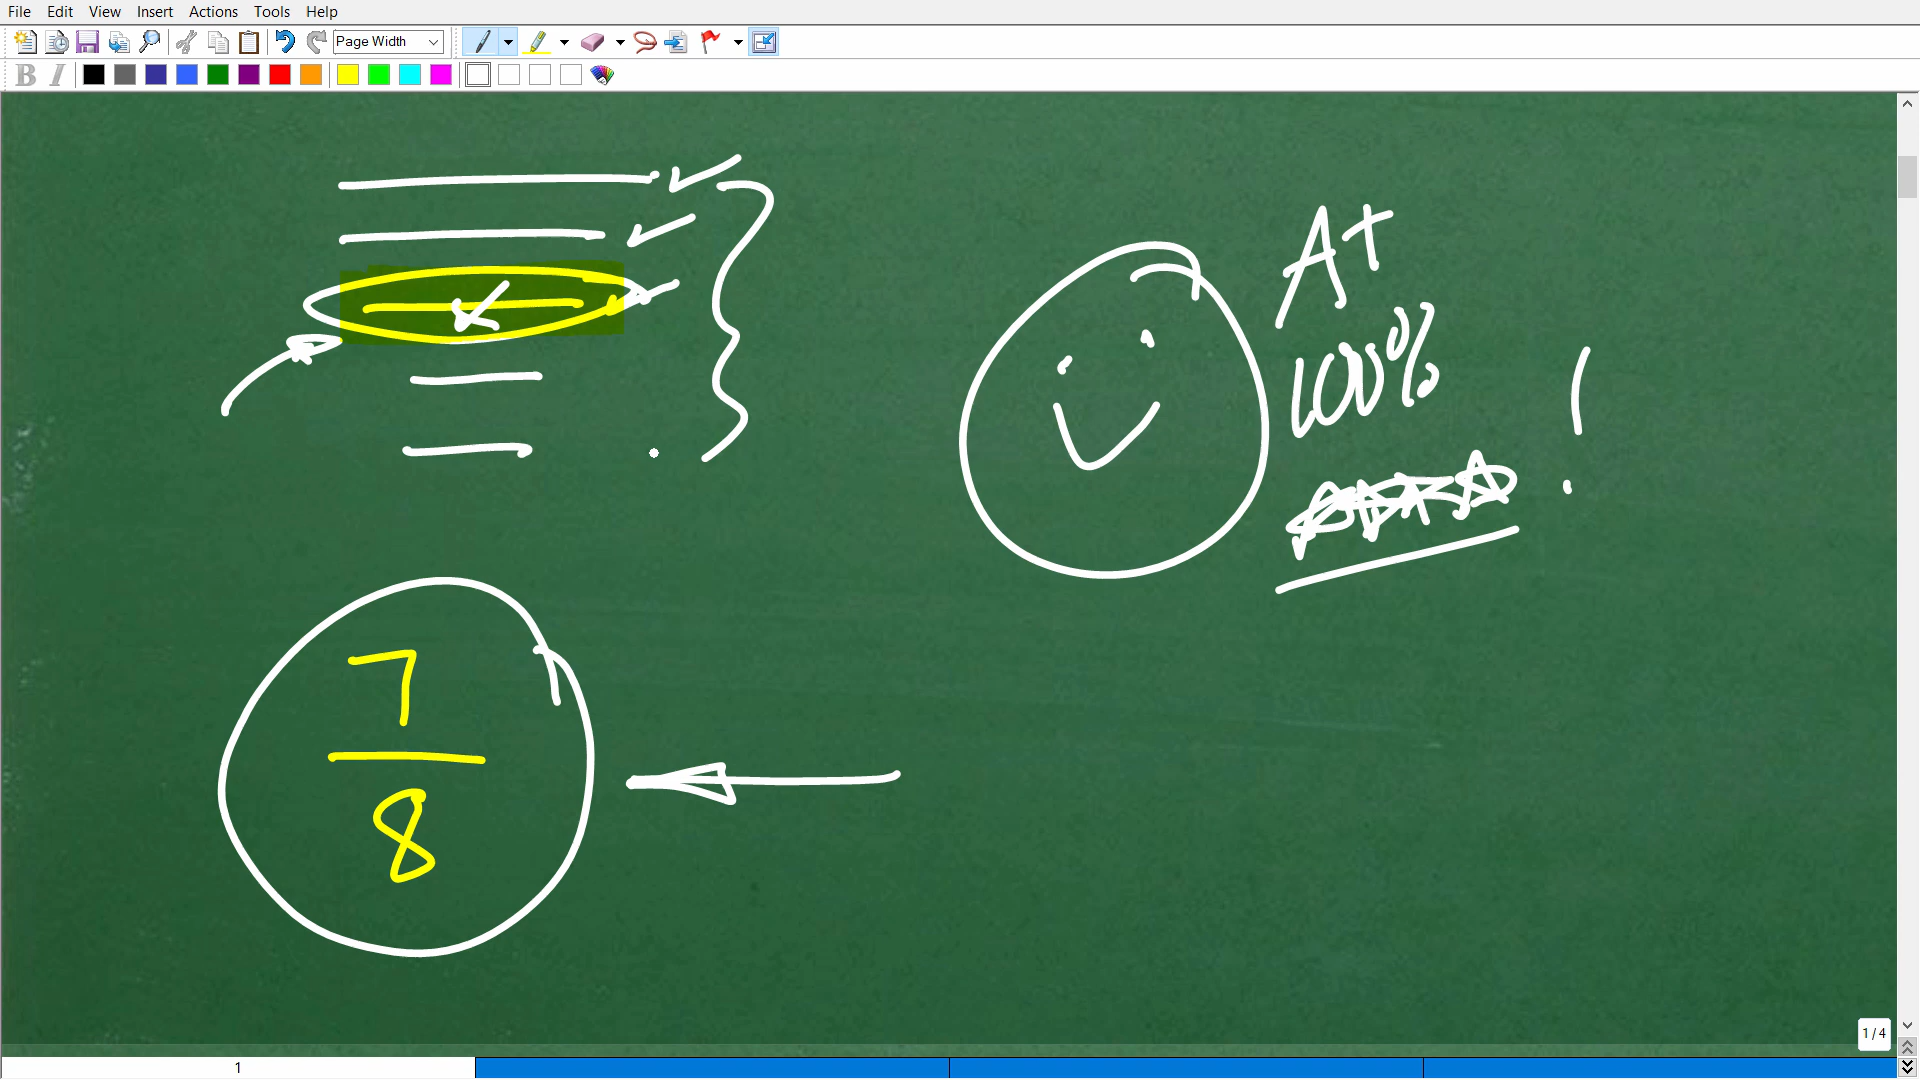 File Edit View Insert Actions Tools Help
Page Width
B I
A+
100%
!
7
8
1 / 4
1